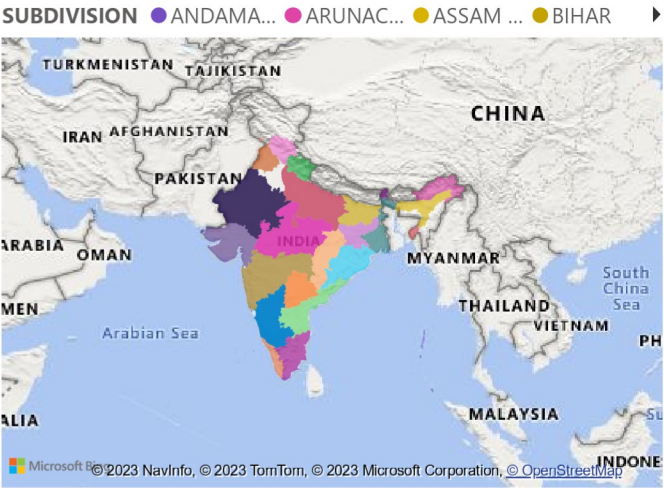 SUBDIVISION ANDAMA... ARUNAC... ASSAM ... BIHAR
TURKMENISTAN TAJIKISTAN
CHINA
IRAN AFGHANISTAN
PAKISTAN
ARABIA OMAN
INDIA
MYANMAR
South
China
Sea
MEN
THAILAND
VIETNAM
Arabian Sea
PH
ALIA
MALAYSIA
Su
INDONE
Microsoft Bing
© 2023 NavInfo, © 2023 TomTom, © 2023 Microsoft Corporation, © OpenStreetMap